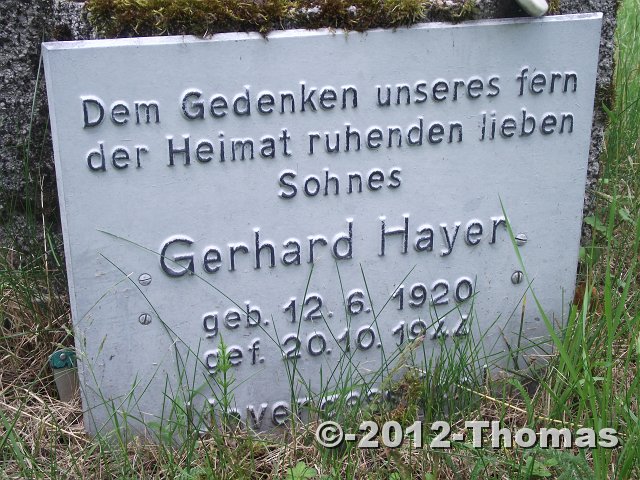 Dem Gedenken unseres fern
der Heimat ruhenden lieben
Sohnes
Gerhard Hayer
geb. 12. 6. 1920
gef. 20.10.1944
©-2012-Thomas